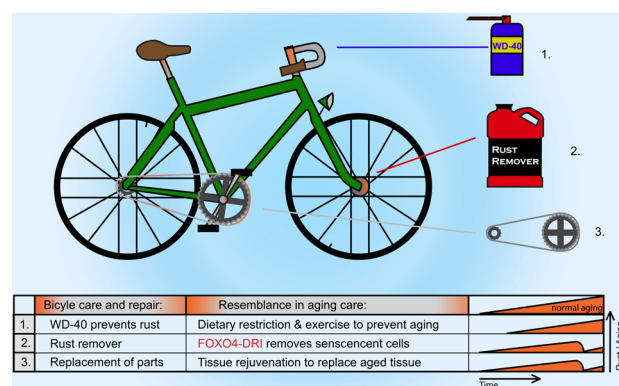 WD-40
1.
RUST
REMOVER
2.
3.
Bicycle care and repair: Resemblance in aging care: normal aging
1. WD-40 prevents rust Dietary restriction & exercise to prevent aging
2. Rust remover FOXO4-DRI removes senscencent cells
3. Replacement of parts Tissue rejuvenation to replace aged tissue
Time
Rust / Aging